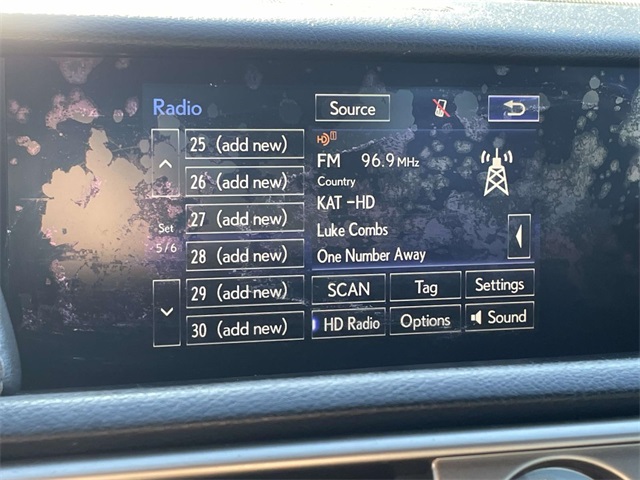 Radio
Source
25 (add new)
26 (add new)
27 (add new)
28 (add new)
29 (add new)
30 (add new)
Set
5/6
HD 1
FM 96.9 MHz
Country
KAT -HD
Luke Combs
One Number Away
SCAN Tag Settings
HD Radio Options Sound